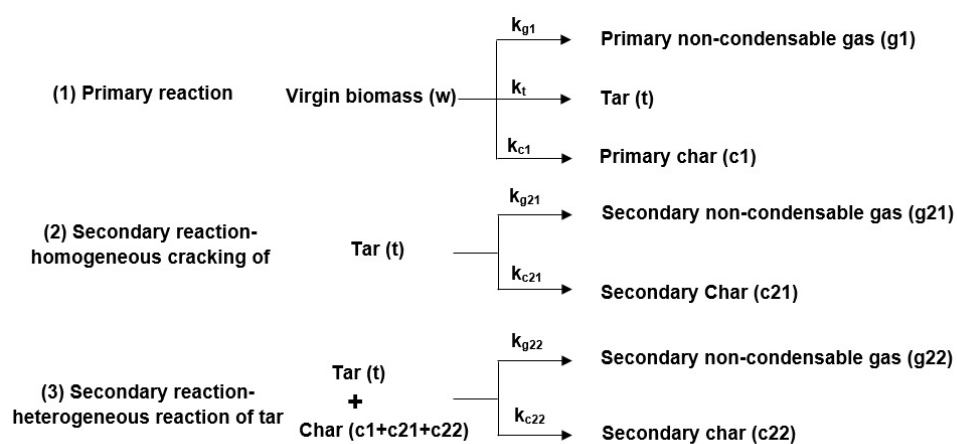 (1) Primary reaction
Virgin biomass (w)
kg1
Primary non-condensable gas (g1)
kt
Tar (t)
kc1
Primary char (c1)
(2) Secondary reaction-
homogeneous cracking of
Tar (t)
kg21
Secondary non-condensable gas (g21)
kc21
Secondary Char (c21)
(3) Secondary reaction-
heterogeneous reaction of tar
Tar (t)
+
Char (c1+c21+c22)
kg22
Secondary non-condensable gas (g22)
kc22
Secondary char (c22)